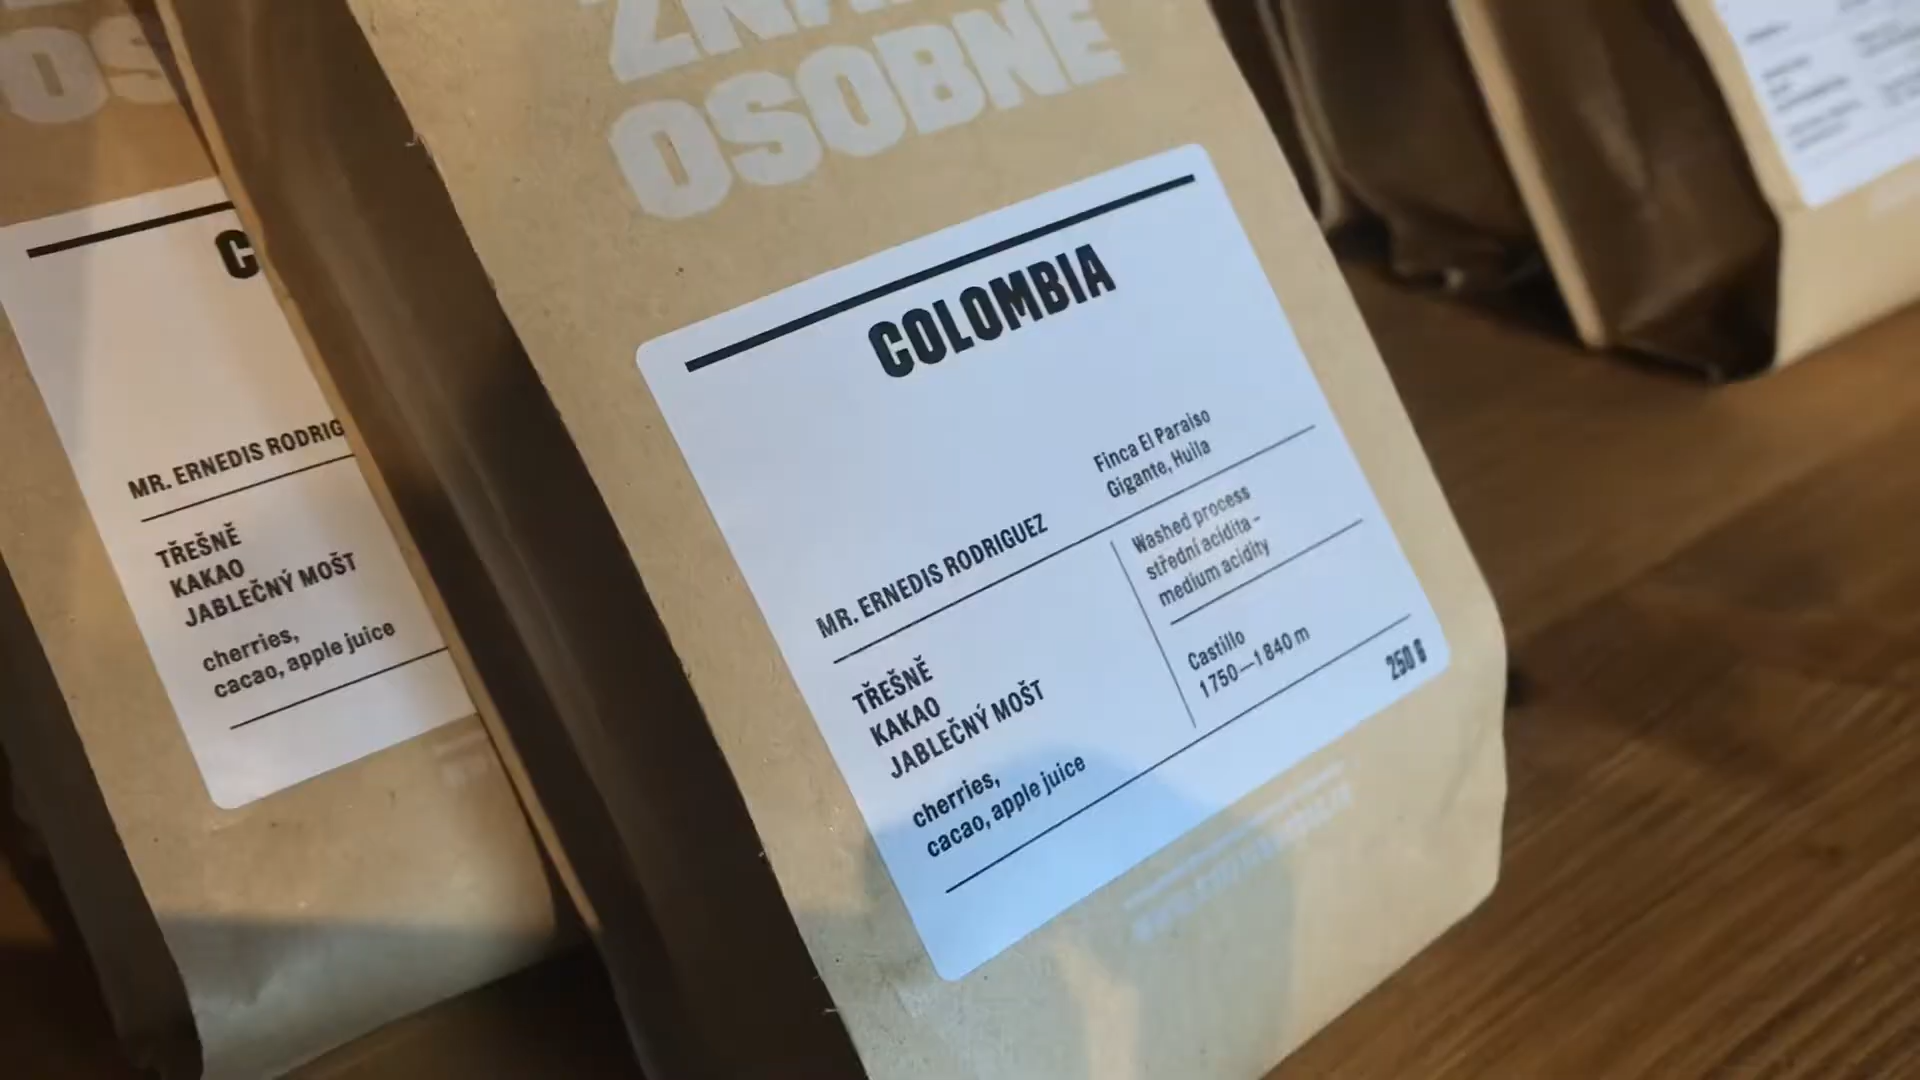 OSOBNĚ
COLOMBIA
MR. ERNEDIS RODRIGUEZ
Finca El Paraiso
Gigante, Huila
TŘEŠNĚ
KAKAO
JABLEČNÝ MOŠT
cherries,
cacao, apple juice
Washed process
střední acidita -
medium acidity
Castillo
1 750—1 840 m
250 G
MR. ERNEDIS RODRIG
TŘEŠNĚ
KAKAO
JABLEČNÝ MOŠT
cherries,
cacao, apple juice